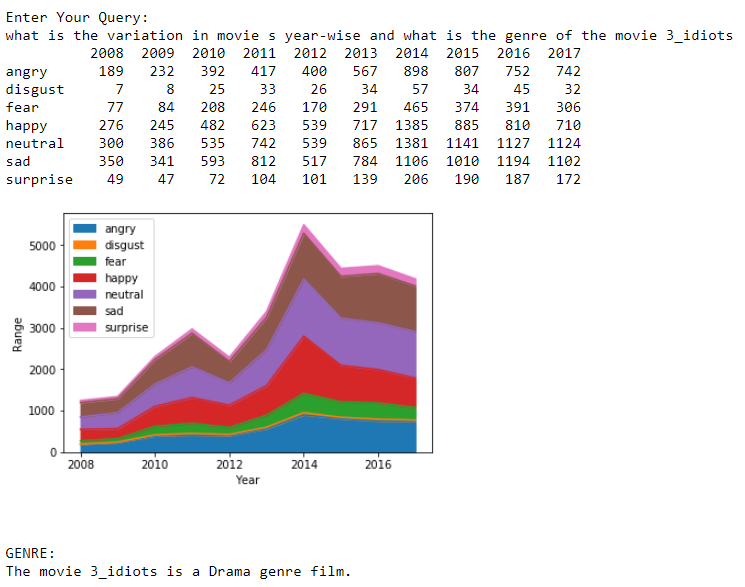 Enter Your Query:
what is the variation in movie s year-wise and what is the genre of the movie 3_idiots
2008 2009 2010 2011 2012 2013 2014 2015 2016 2017
angry 189 232 392 417 400 567 898 807 752 742
disgust 7 8 25 33 26 34 57 34 45 32
fear 77 84 208 246 170 291 465 374 391 306
happy 276 245 482 623 539 717 1385 885 810 710
neutral 300 386 535 742 539 865 1381 1141 1127 1124
sad 350 341 593 812 517 784 1106 1010 1194 1102
surprise 49 47 72 104 101 139 206 190 187 172
angry
disgust
fear
happy
neutral
sad
surprise
5000
4000
3000
2000
1000
0
Range
2008 2010 2012 2014 2016
Year
GENRE:
The movie 3_idiots is a Drama genre film.